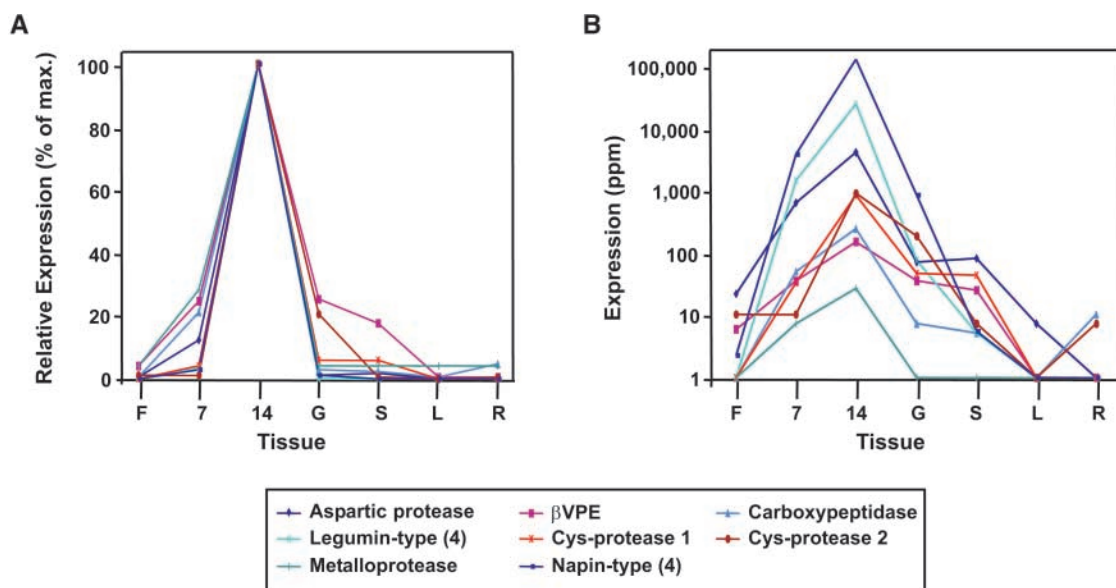 A
Relative Expression (% of max.)
100
80
60
40
20
0
F 7 14 G S L R
Tissue
B
Expression (ppm)
100,000
10,000
1,000
100
10
1
F 7 14 G S L R
Tissue
Aspartic protease βVPE Carboxypeptidase
Legumin-type (4) Cys-protease 1 Cys-protease 2
Metalloprotease Napin-type (4)